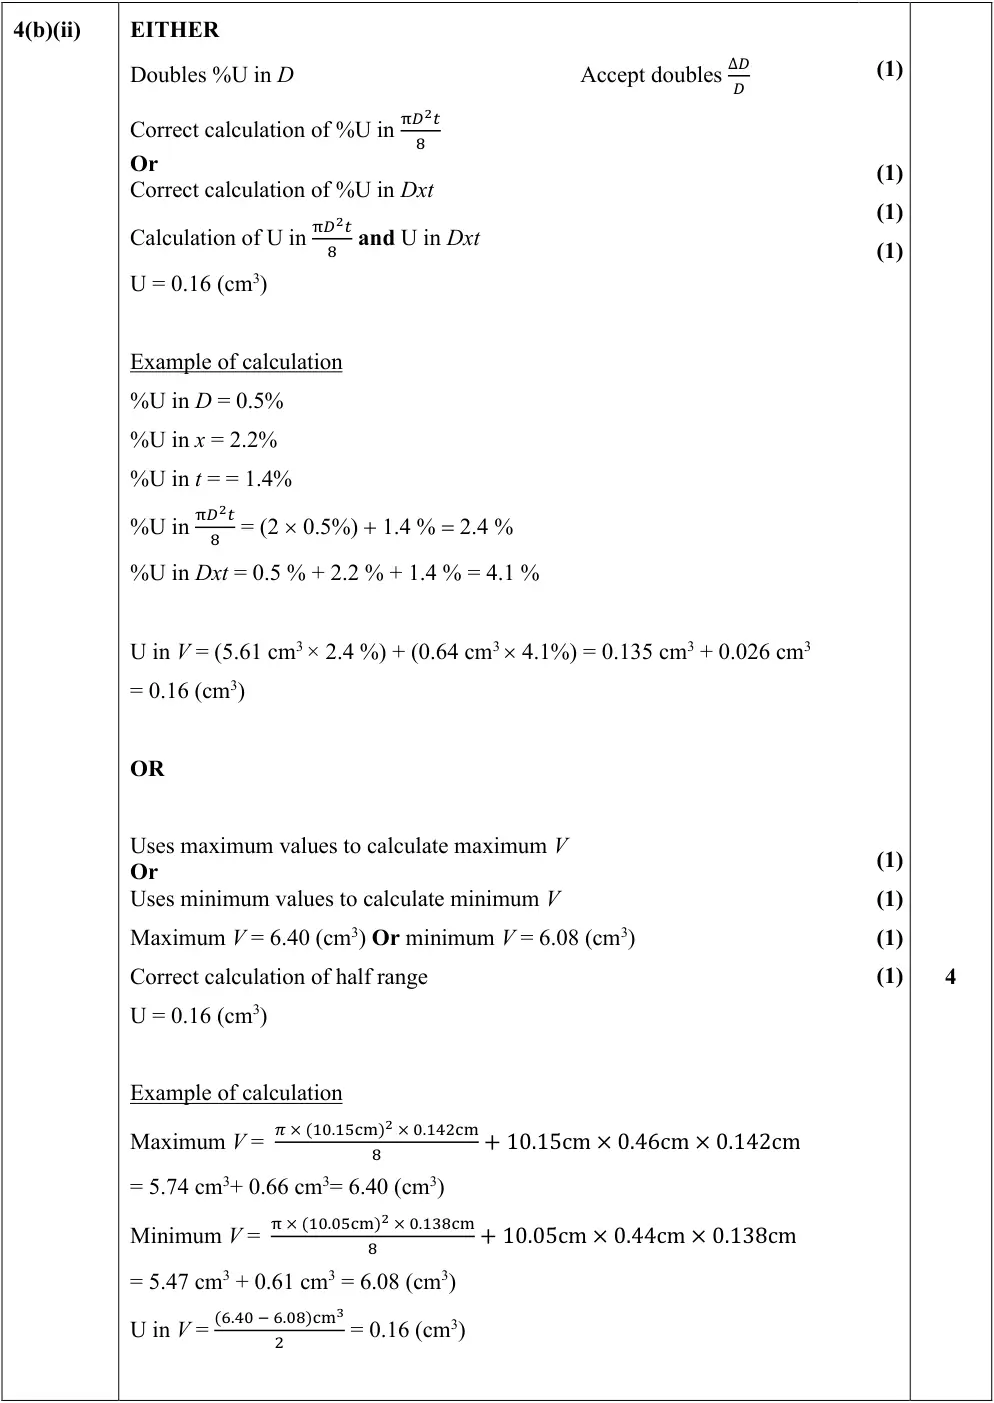 4(b)(ii) EITHER
Doubles %U in D Accept doubles ΔD/D (1)
Correct calculation of %U in πD²t/8
Or
Correct calculation of %U in Dxt (1)
(1)
Calculation of U in πD²t/8 and U in Dxt (1)
U = 0.16 (cm³)
Example of calculation
%U in D = 0.5%
%U in x = 2.2%
%U in t = = 1.4%
%U in πD²t/8 = (2 × 0.5%) + 1.4 % = 2.4 %
%U in Dxt = 0.5 % + 2.2 % + 1.4 % = 4.1 %
U in V = (5.61 cm³ × 2.4 %) + (0.64 cm³ × 4.1%) = 0.135 cm³ + 0.026 cm³
= 0.16 (cm³)
OR
Uses maximum values to calculate maximum V (1)
Or
Uses minimum values to calculate minimum V (1)
Maximum V = 6.40 (cm³) Or minimum V = 6.08 (cm³) (1)
Correct calculation of half range (1) 4
U = 0.16 (cm³)
Example of calculation
Maximum V = π × (10.15cm)² × 0.142cm/8 + 10.15cm × 0.46cm × 0.142cm
= 5.74 cm³+ 0.66 cm³= 6.40 (cm³)
Minimum V = π × (10.05cm)² × 0.138cm/8 + 10.05cm × 0.44cm × 0.138cm
= 5.47 cm³ + 0.61 cm³ = 6.08 (cm³)
U in V = (6.40 − 6.08)cm³/2 = 0.16 (cm³)